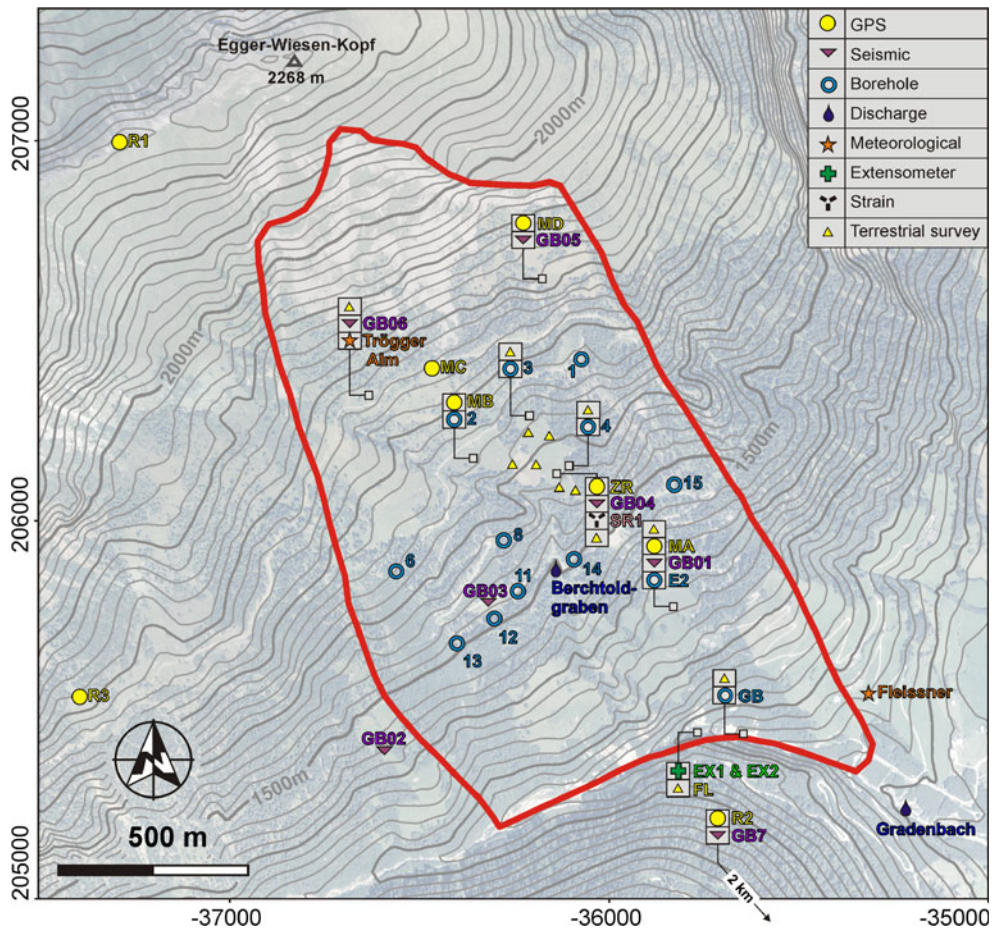 Egger-Wiesen-Kopf
2268 m
GPS
Seismic
Borehole
Discharge
Meteorological
Extensometer
Strain
Terrestrial survey
2000m
R1
MD
GB05
GB06
Trögger
Alm
2000m
MC
3
1
MB
2
4
1500m
15
ZR
GB04
SR1
MA
GB01
E2
8
6
14
Berchtold-
graben
11
GB03
12
13
R3
GB
Fleissner
GB02
1500m
EX1 & EX2
FL
R2
GB7
Gradenbach
N
500 m
2 km
207000
206000
205000
-37000
-36000
-35000